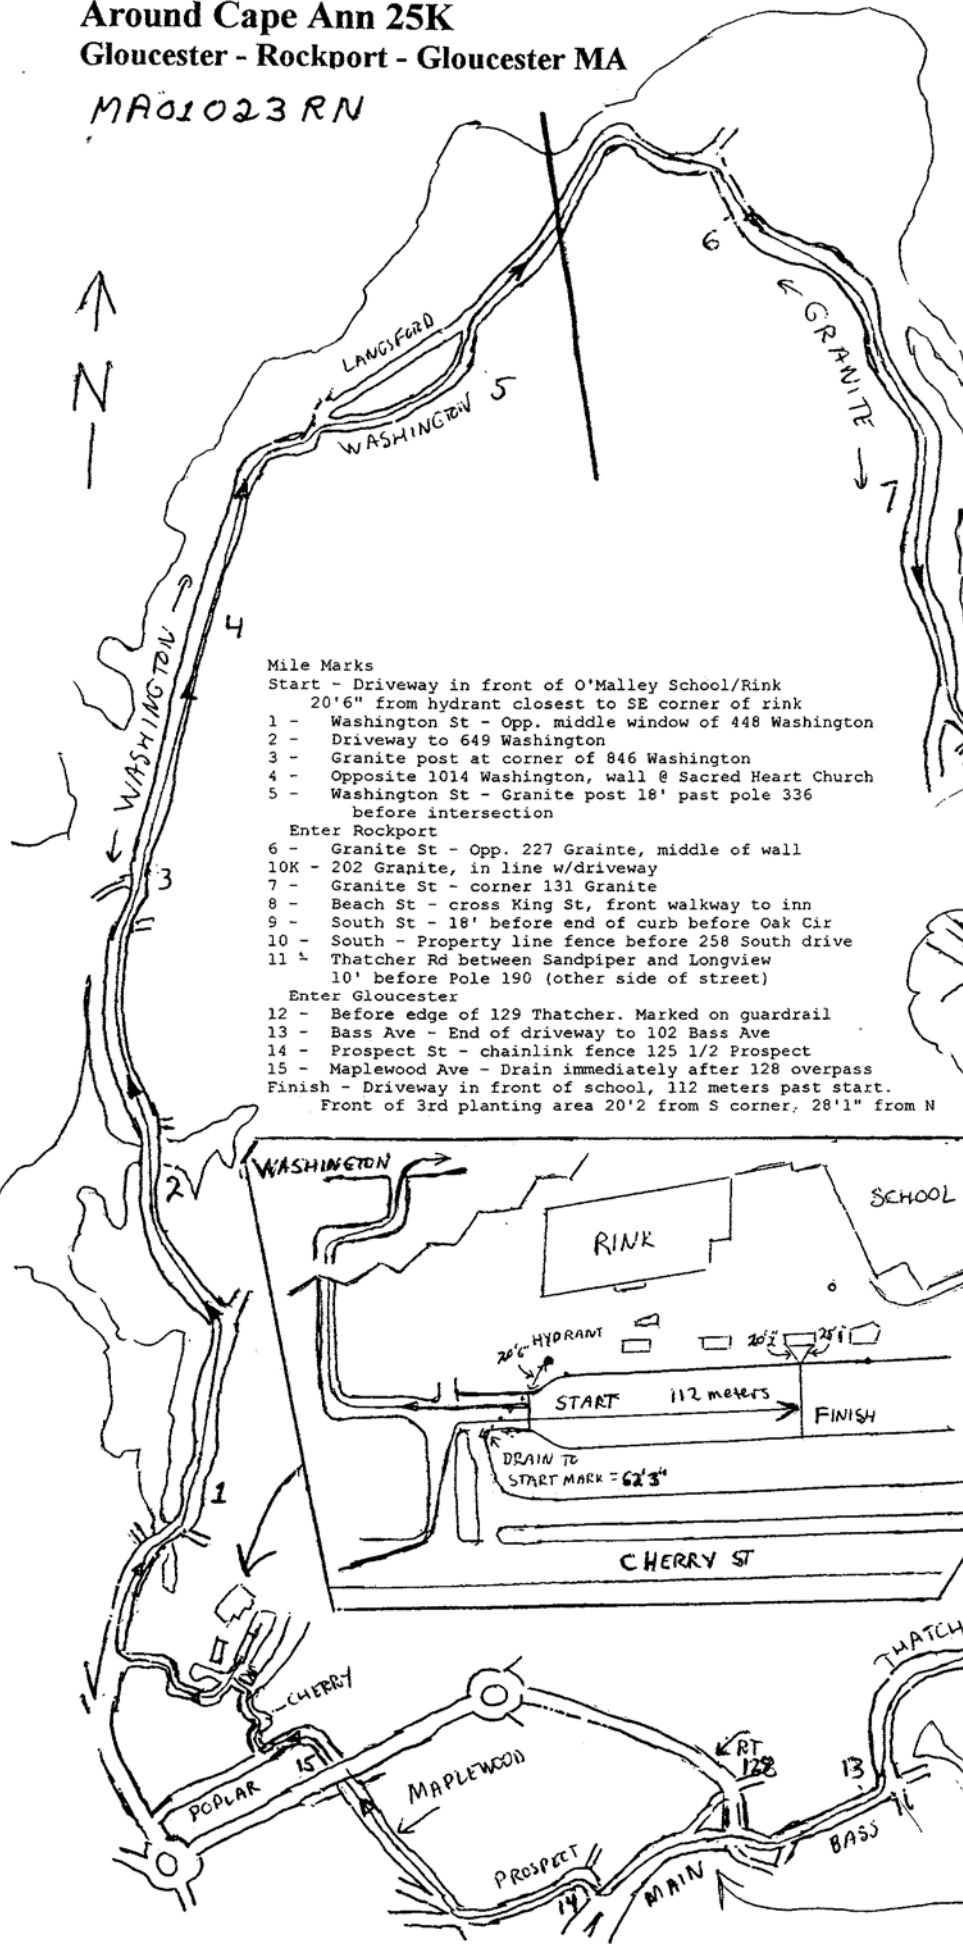 Around Cape Ann 25K
Gloucester - Rockport - Gloucester MA
MA01023RN
N
LANGSFORD
WASHINGTON
5
6
GRANITE
7
4
WASHINGTON
3
Mile Marks
Start - Driveway in front of O'Malley School/Rink
20'6" from hydrant closest to SE corner of rink
1 - Washington St - Opp. middle window of 448 Washington
2 - Driveway to 649 Washington
3 - Granite post at corner of 846 Washington
4 - Opposite 1014 Washington, wall @ Sacred Heart Church
5 - Washington St - Granite post 18' past pole 336
before intersection
Enter Rockport
6 - Granite St - Opp. 227 Grainte, middle of wall
10K - 202 Granite, in line w/driveway
7 - Granite St - corner 131 Granite
8 - Beach St - cross King St, front walkway to inn
9 - South St - 18' before end of curb before Oak Cir
10 - South - Property line fence before 258 South drive
11 - Thatcher Rd between Sandpiper and Longview
10' before Pole 190 (other side of street)
Enter Gloucester
12 - Before edge of 129 Thatcher. Marked on guardrail
13 - Bass Ave - End of driveway to 102 Bass Ave
14 - Prospect St - chainlink fence 125 1/2 Prospect
15 - Maplewood Ave - Drain immediately after 128 overpass
Finish - Driveway in front of school, 112 meters past start.
Front of 3rd planting area 20'2 from S corner, 28'1" from N
2
WASHINGTON
RINK
SCHOOL
20'6" HYDRANT
20'2"
28'1"
START
112 meters
FINISH
DRAIN TO
START MARK = 62'3"
CHERRY ST
1
CHERRY
THATCH
15
POPLAR
MAPLEWOOD
RT
128
13
BASS
PROSPECT
14
MAIN